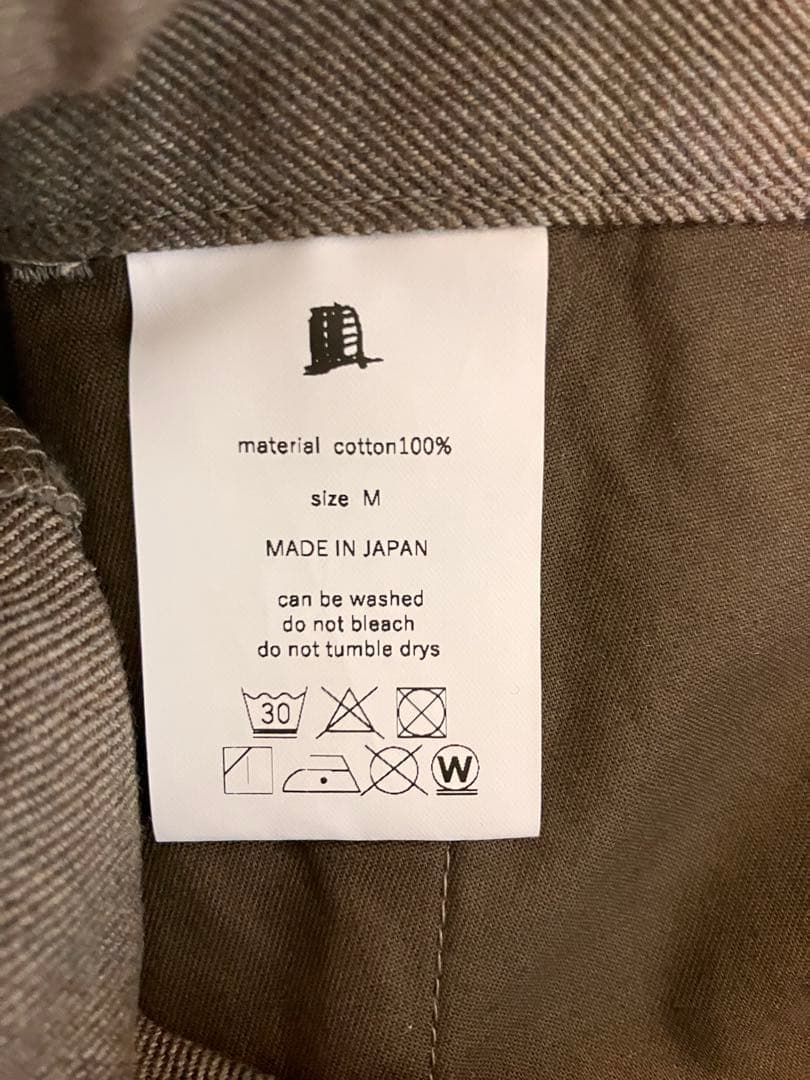 material cotton100%
size M
MADE IN JAPAN
can be washed
do not bleach
do not tumble drys
30
W